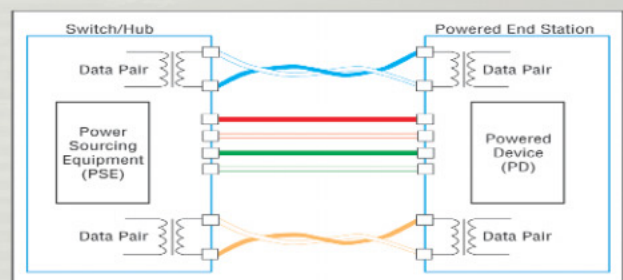 Switch/Hub
Powered End Station
Data Pair
Data Pair
Power
Sourcing
Equipment
(PSE)
Powered
Device
(PD)
Data Pair
Data Pair